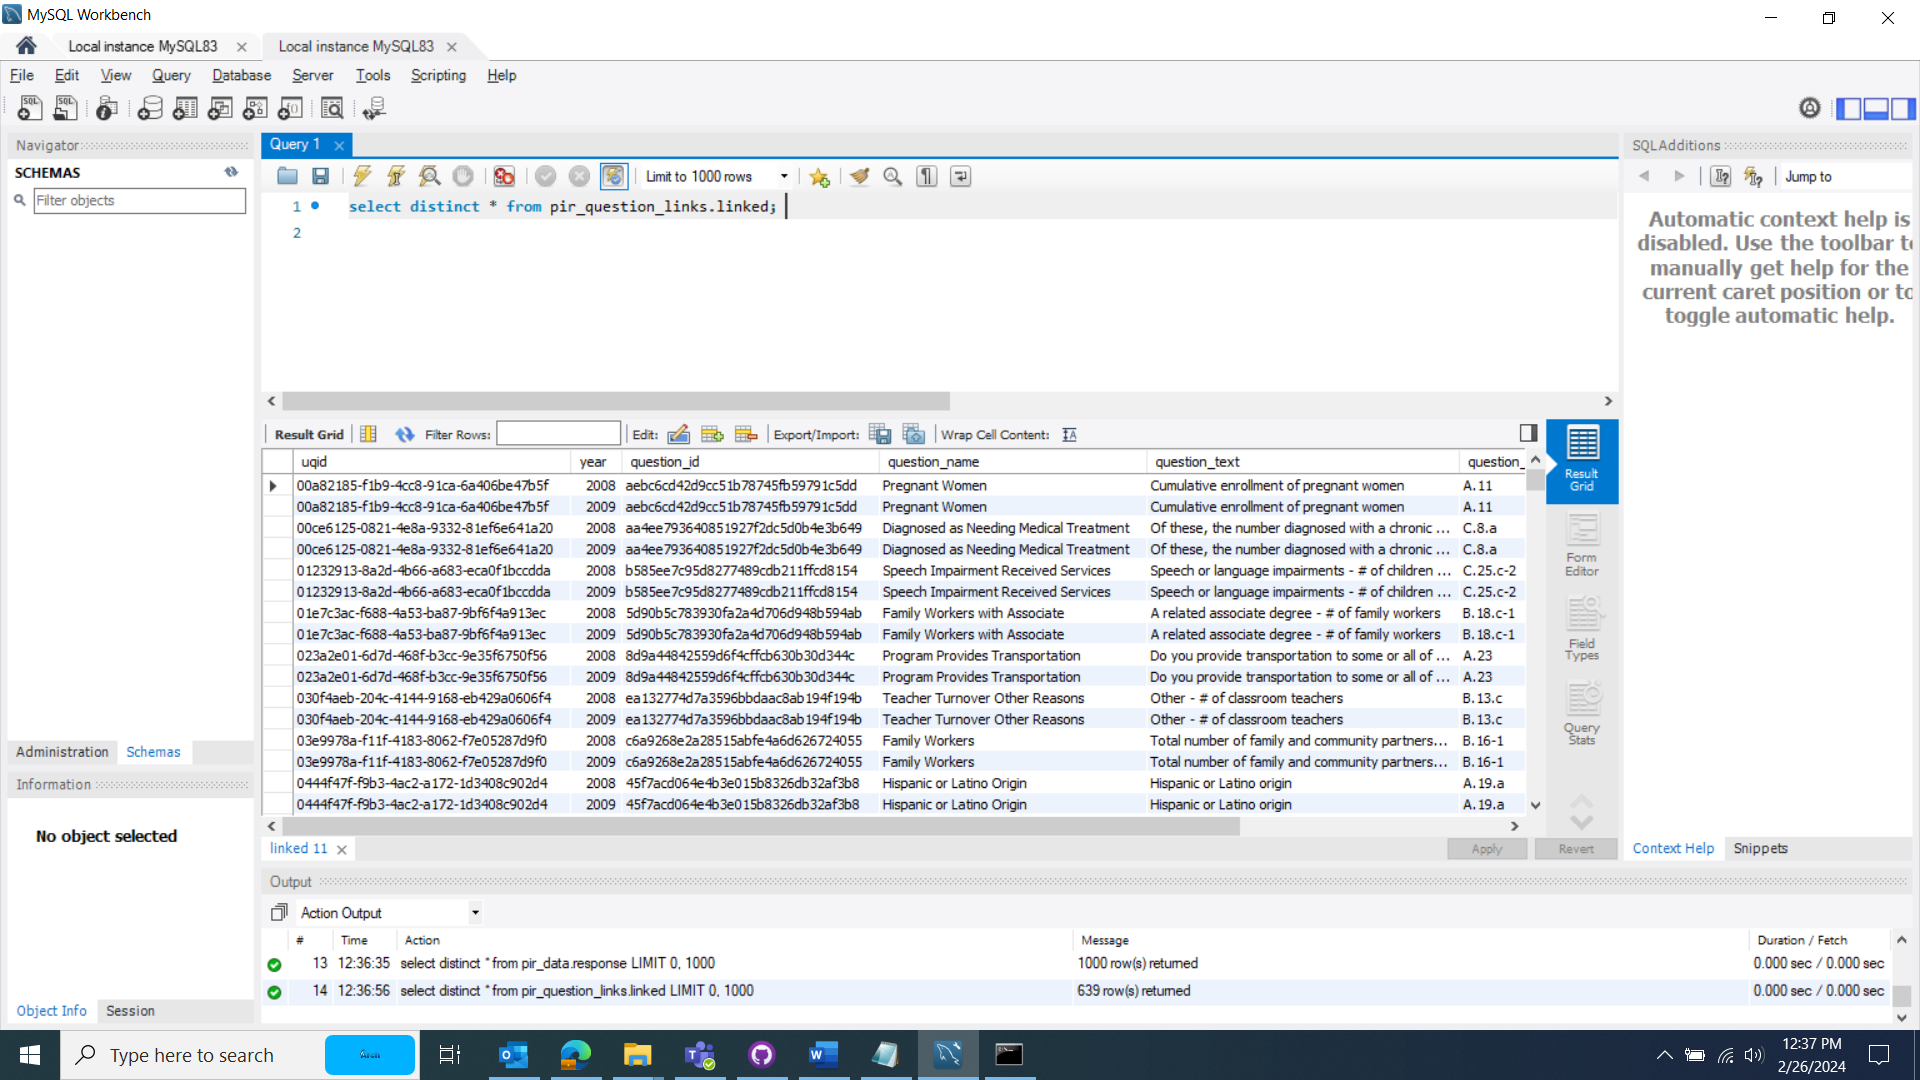 MySQL Workbench
Local instance MySQL83
Local instance MySQL83
File Edit View Query Database Server Tools Scripting Help
Navigator
SCHEMAS
Filter objects
Administration Schemas
Information
No object selected
Object Info Session
Query 1
Limit to 1000 rows
1 select distinct * from pir_question_links.linked;
2
Result Grid Filter Rows: Edit: Export/Import: Wrap Cell Content:
uqid year question_id question_name question_text question_
00a82185-f1b9-4cc8-91ca-6a406be47b5f 2008 aebc6cd42d9cc51b78745fb59791c5dd Pregnant Women Cumulative enrollment of pregnant women A.11
00a82185-f1b9-4cc8-91ca-6a406be47b5f 2009 aebc6cd42d9cc51b78745fb59791c5dd Pregnant Women Cumulative enrollment of pregnant women A.11
00ce6125-0821-4e8a-9332-81ef6e641a20 2008 aa4ee793640851927f2dc5d0b4e3b649 Diagnosed as Needing Medical Treatment Of these, the number diagnosed with a chronic ... C.8.a
00ce6125-0821-4e8a-9332-81ef6e641a20 2009 aa4ee793640851927f2dc5d0b4e3b649 Diagnosed as Needing Medical Treatment Of these, the number diagnosed with a chronic ... C.8.a
01232913-8a2d-4b66-a683-eca0f1bccdda 2008 b585ee7c95d8277489cdb211ffcd8154 Speech Impairment Received Services Speech or language impairments - # of children ... C.25.c-2
01232913-8a2d-4b66-a683-eca0f1bccdda 2009 b585ee7c95d8277489cdb211ffcd8154 Speech Impairment Received Services Speech or language impairments - # of children ... C.25.c-2
01e7c3ac-f688-4a53-ba87-9bf6f4a913ec 2008 5d90b5c783930fa2a4d706d948b594ab Family Workers with Associate A related associate degree - # of family workers B.18.c-1
01e7c3ac-f688-4a53-ba87-9bf6f4a913ec 2009 5d90b5c783930fa2a4d706d948b594ab Family Workers with Associate A related associate degree - # of family workers B.18.c-1
023a2e01-6d7d-468f-b3cc-9e35f6750f56 2008 8d9a44842559d6f4cffcb630b30d344c Program Provides Transportation Do you provide transportation to some or all of ... A.23
023a2e01-6d7d-468f-b3cc-9e35f6750f56 2009 8d9a44842559d6f4cffcb630b30d344c Program Provides Transportation Do you provide transportation to some or all of ... A.23
030f4aeb-204c-4144-9168-eb429a0606f4 2008 ea132774d7a3596bbdaac8ab194f194b Teacher Turnover Other Reasons Other - # of classroom teachers B.13.c
030f4aeb-204c-4144-9168-eb429a0606f4 2009 ea132774d7a3596bbdaac8ab194f194b Teacher Turnover Other Reasons Other - # of classroom teachers B.13.c
03e9978a-f11f-4183-8062-f7e05287d9f0 2008 c6a9268e2a28515abfe4a6d626724055 Family Workers Total number of family and community partners... B.16-1
03e9978a-f11f-4183-8062-f7e05287d9f0 2009 c6a9268e2a28515abfe4a6d626724055 Family Workers Total number of family and community partners... B.16-1
0444f47f-f9b3-4ac2-a172-1d3408c902d4 2008 45f7acd064e4b3e015b8326db32af3b8 Hispanic or Latino Origin Hispanic or Latino origin A.19.a
0444f47f-f9b3-4ac2-a172-1d3408c902d4 2009 45f7acd064e4b3e015b8326db32af3b8 Hispanic or Latino Origin Hispanic or Latino origin A.19.a
Result Grid
Form Editor
Field Types
Query Stats
linked 11
Apply Revert
SQLAdditions
Jump to
Automatic context help is
disabled. Use the toolbar to
manually get help for the
current caret position or to
toggle automatic help.
Context Help Snippets
Output
Action Output
# Time Action Message Duration / Fetch
13 12:36:35 select distinct * from pir_data.response LIMIT 0, 1000 1000 row(s) returned 0.000 sec / 0.000 sec
14 12:36:56 select distinct * from pir_question_links.linked LIMIT 0, 1000 639 row(s) returned 0.000 sec / 0.000 sec
Type here to search
12:37 PM
2/26/2024